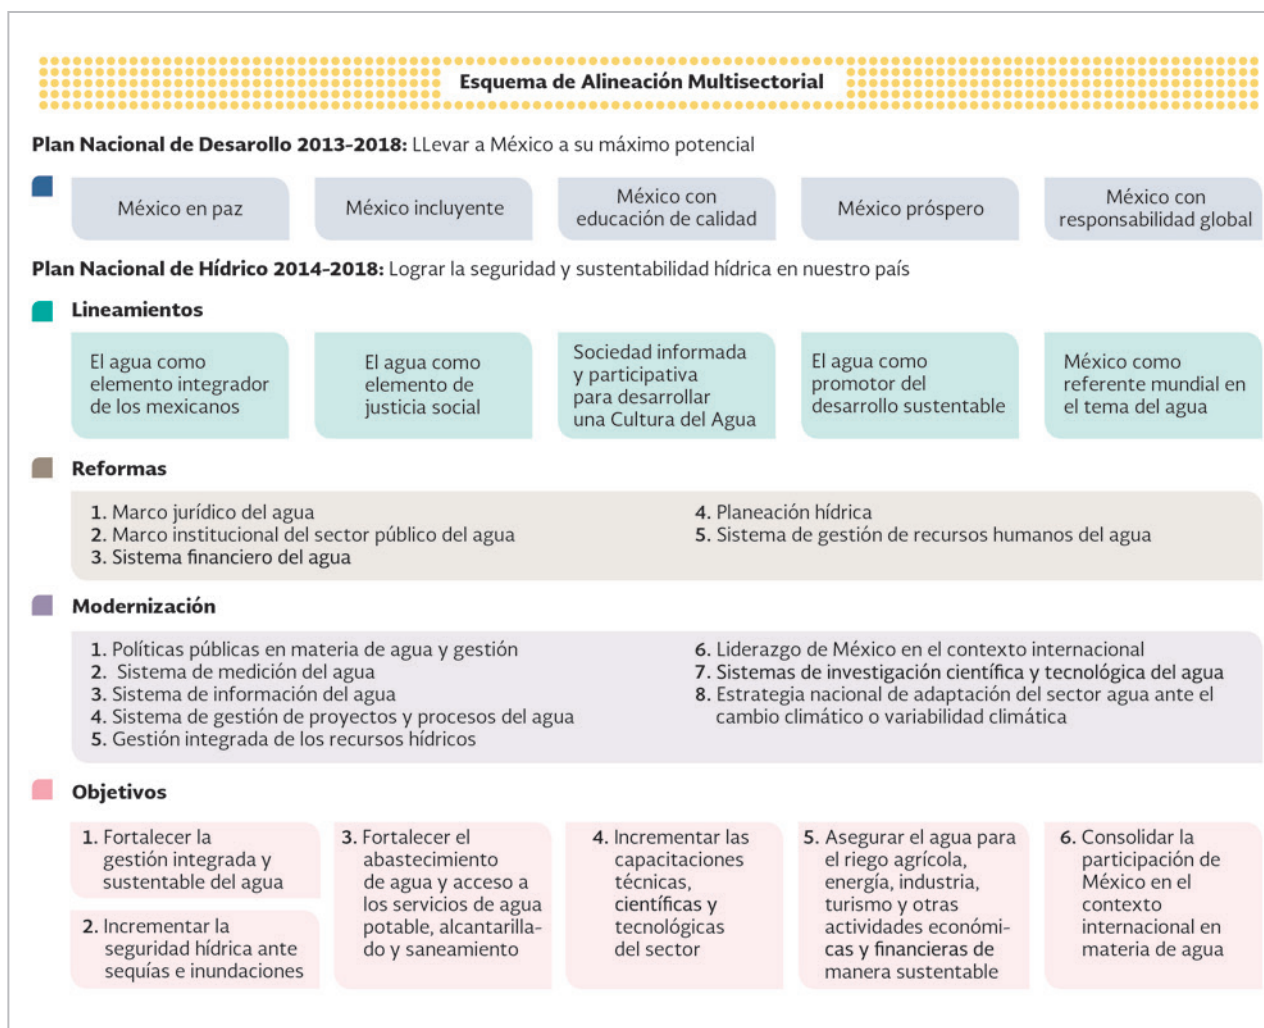 Esquema de Alineación Multisectorial
Plan Nacional de Desarollo 2013-2018: LLevar a México a su máximo potencial
México en paz
México incluyente
México con
educación de calidad
México próspero
México con
responsabilidad global
Plan Nacional de Hídrico 2014-2018: Lograr la seguridad y sustentabilidad hídrica en nuestro país
Lineamientos
El agua como
elemento integrador
de los mexicanos
El agua como
elemento de
justicia social
Sociedad informada
y participativa
para desarrollar
una Cultura del Agua
El agua como
promotor del
desarrollo sustentable
México como
referente mundial en
el tema del agua
Reformas
1. Marco jurídico del agua
2. Marco institucional del sector público del agua
3. Sistema financiero del agua
4. Planeación hídrica
5. Sistema de gestión de recursos humanos del agua
Modernización
1. Políticas públicas en materia de agua y gestión
2. Sistema de medición del agua
3. Sistema de información del agua
4. Sistema de gestión de proyectos y procesos del agua
5. Gestión integrada de los recursos hídricos
6. Liderazgo de México en el contexto internacional
7. Sistemas de investigación científica y tecnológica del agua
8. Estrategia nacional de adaptación del sector agua ante el
cambio climático o variabilidad climática
Objetivos
1. Fortalecer la
gestión integrada y
sustentable del agua
2. Incrementar la
seguridad hídrica ante
sequías e inundaciones
3. Fortalecer el
abastecimiento
de agua y acceso a
los servicios de agua
potable, alcantarilla-
do y saneamiento
4. Incrementar las
capacitaciones
técnicas,
científicas y
tecnológicas
del sector
5. Asegurar el agua para
el riego agrícola,
energía, industria,
turismo y otras
actividades económi-
cas y financieras de
manera sustentable
6. Consolidar la
participación de
México en el
contexto
internacional en
materia de agua